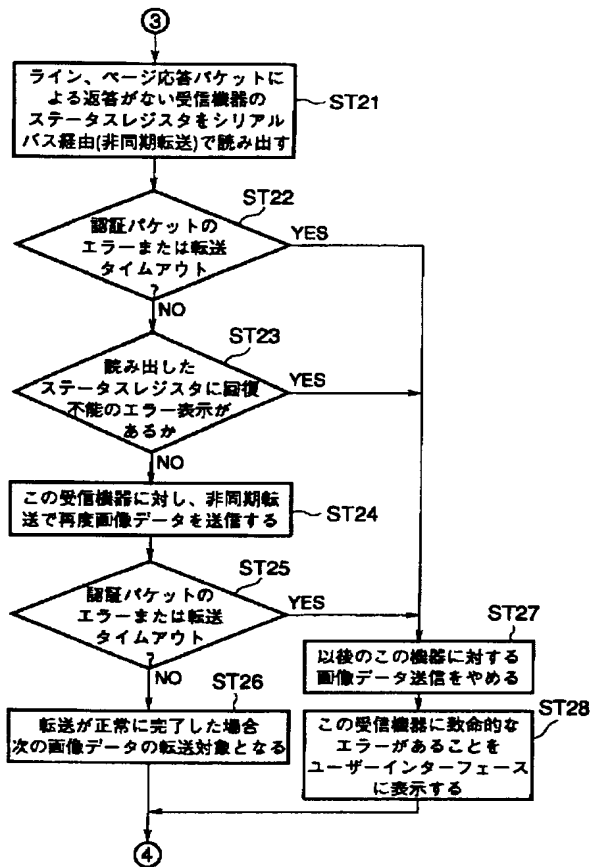 ③
ライン、ページ応答パケットに
よる返答がない受信機器の
ステータスレジスタをシリアル
バス経由(非同期転送)で読み出す
ST21
ST22
認証パケットの
エラーまたは転送
タイムアウト
?
YES
NO
ST23
読み出した
ステータスレジスタに回復
不能のエラー表示が
あるか
YES
NO
この受信機器に対し、非同期転
送で再度画像データを送信する
ST24
ST25
認証パケットの
エラーまたは転送
タイムアウト
?
YES
NO
ST27
以後のこの機器に対する
画像データ送信をやめる
ST26
転送が正常に完了した場合
次の画像データの転送対象となる
ST28
この受信機器に致命的な
エラーがあることを
ユーザーインターフェース
に表示する
④